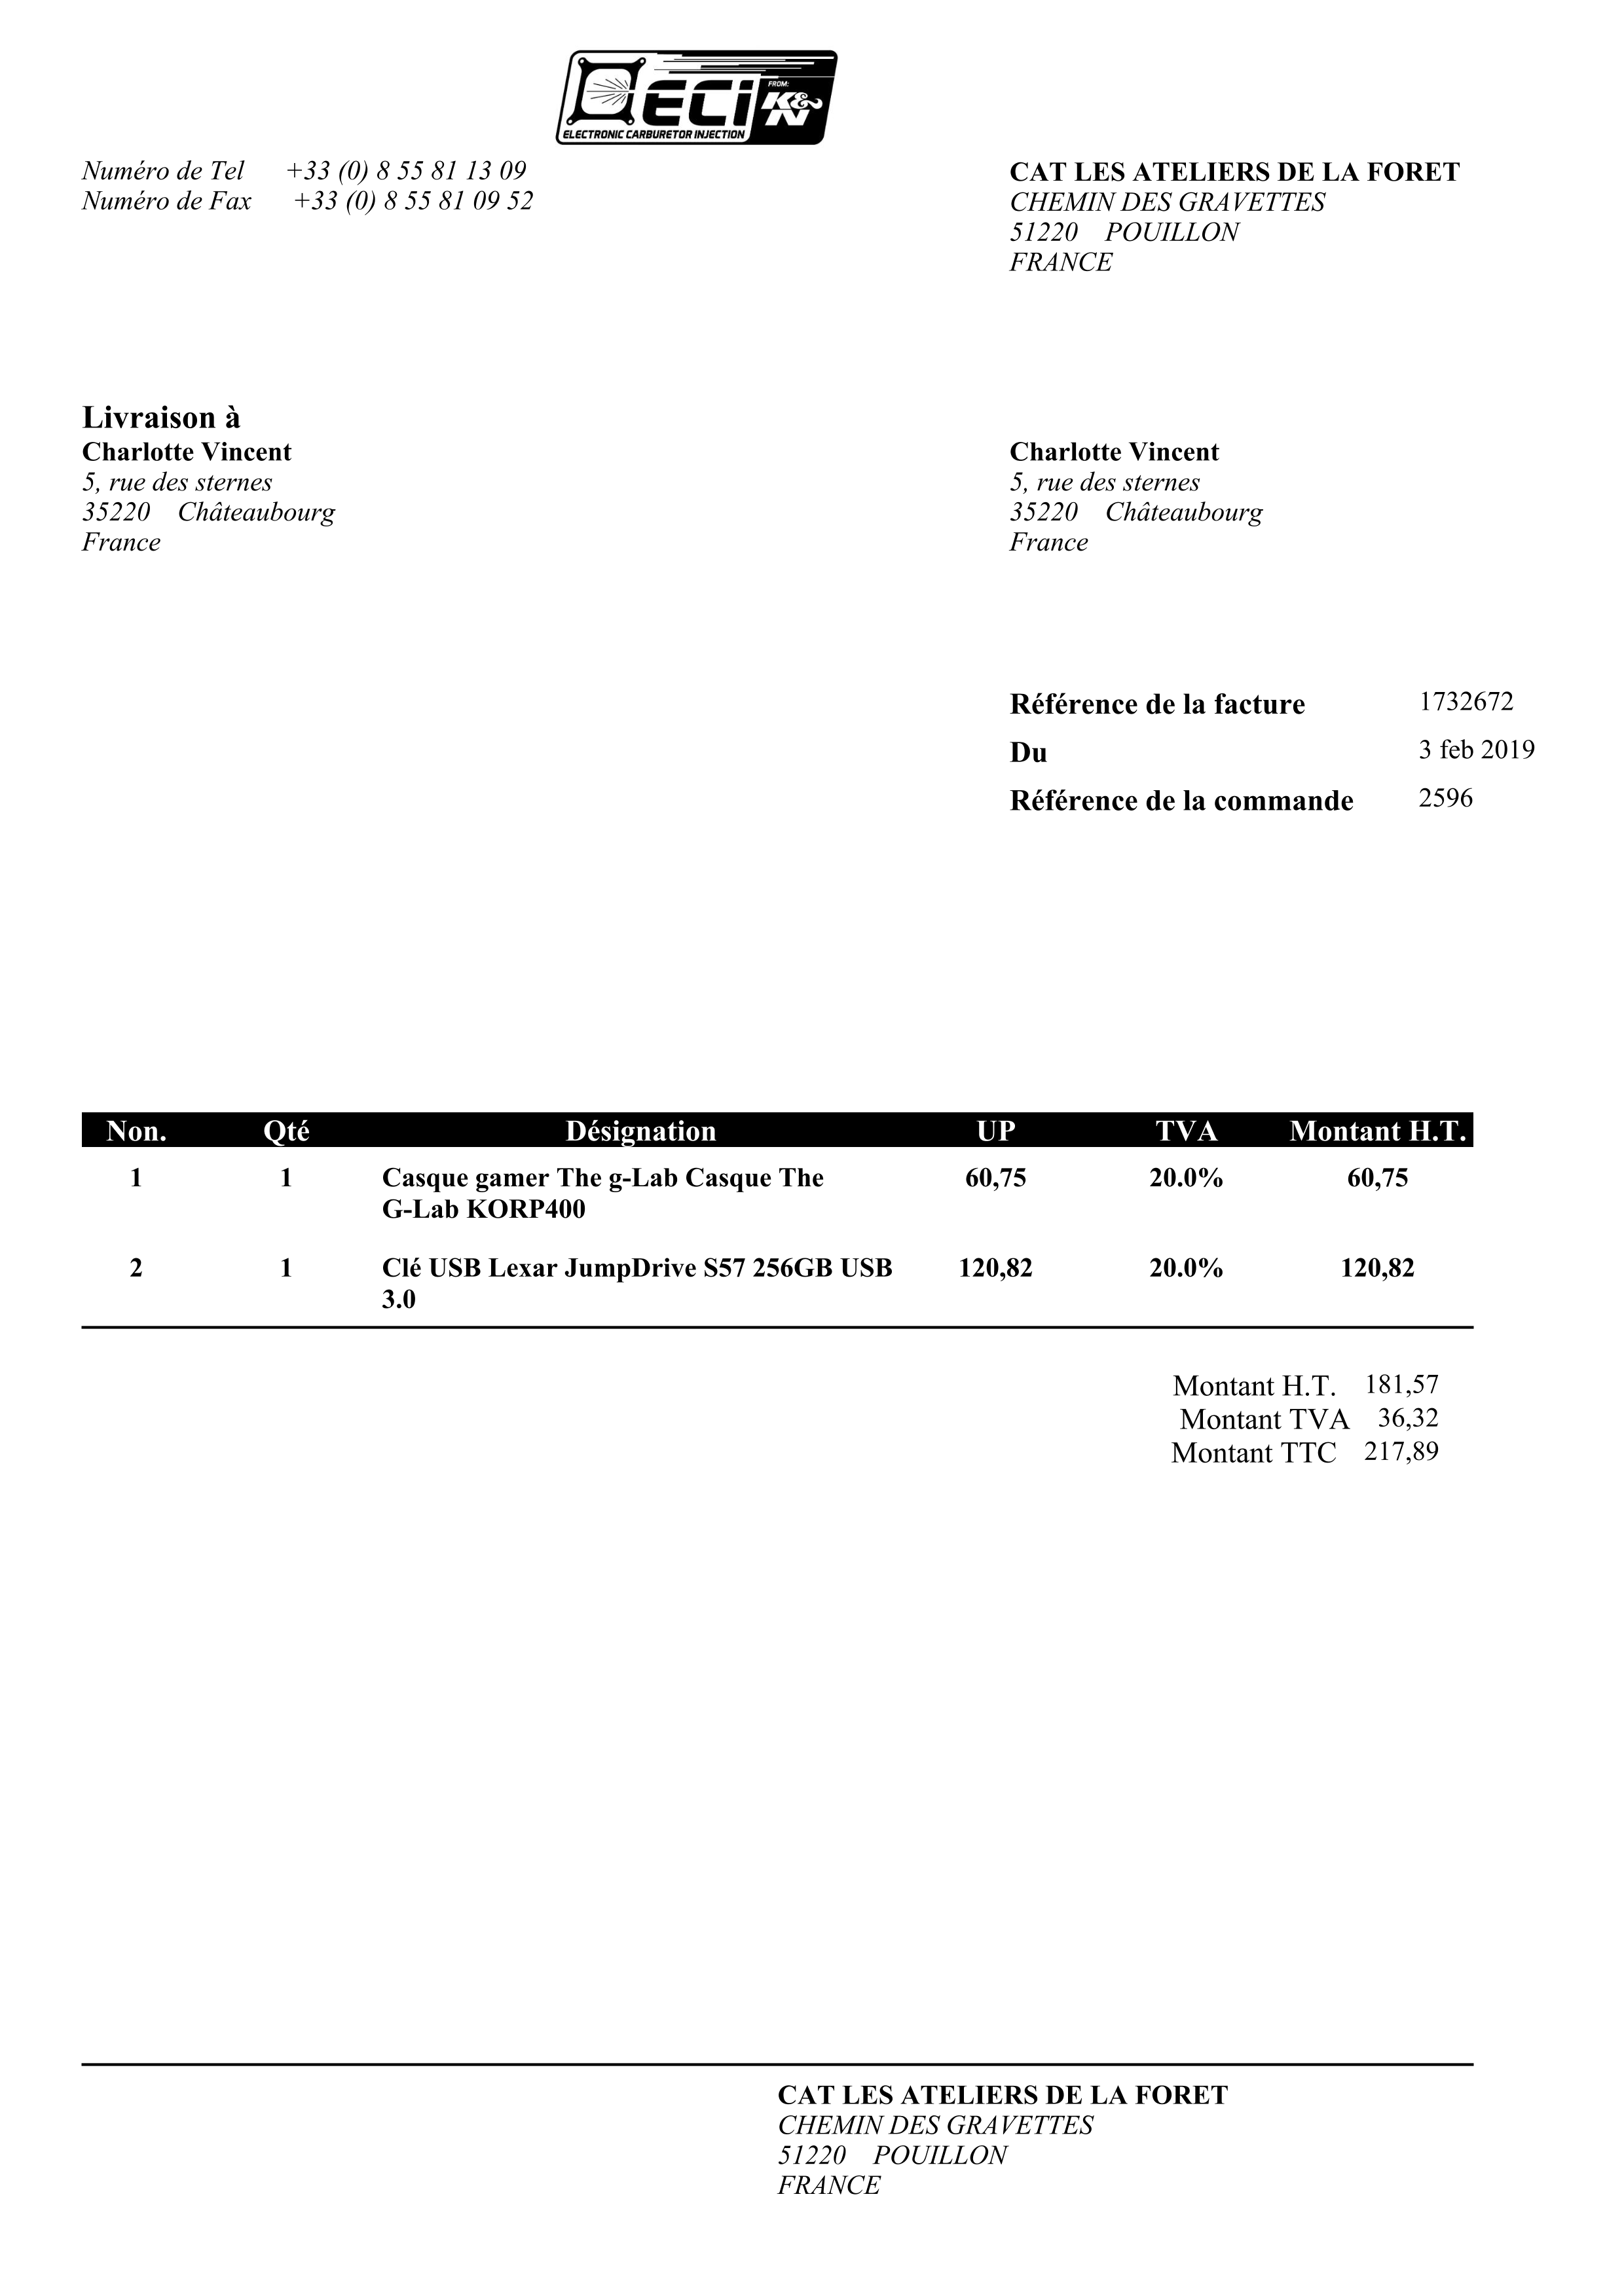 ECi
FROM:
K&N
ELECTRONIC CARBURETOR INJECTION
Numéro de Tel +33 (0) 8 55 81 13 09
Numéro de Fax +33 (0) 8 55 81 09 52
CAT LES ATELIERS DE LA FORET
CHEMIN DES GRAVETTES
51220 POUILLON
FRANCE
Livraison à
Charlotte Vincent
5, rue des sternes
35220 Châteaubourg
France
Charlotte Vincent
5, rue des sternes
35220 Châteaubourg
France
Référence de la facture 1732672
Du 3 feb 2019
Référence de la commande 2596
Non. Qté Désignation UP TVA Montant H.T.
1 1 Casque gamer The g-Lab Casque The 60,75 20.0% 60,75
G-Lab KORP400
2 1 Clé USB Lexar JumpDrive S57 256GB USB 120,82 20.0% 120,82
3.0
Montant H.T. 181,57
Montant TVA 36,32
Montant TTC 217,89
CAT LES ATELIERS DE LA FORET
CHEMIN DES GRAVETTES
51220 POUILLON
FRANCE